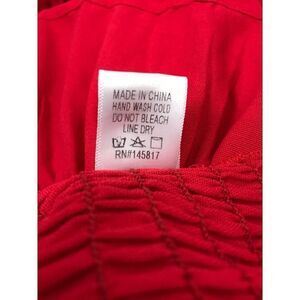 MADE IN CHINA
HAND WASH COLD
DO NOT BLEACH
LINE DRY
RN#145817